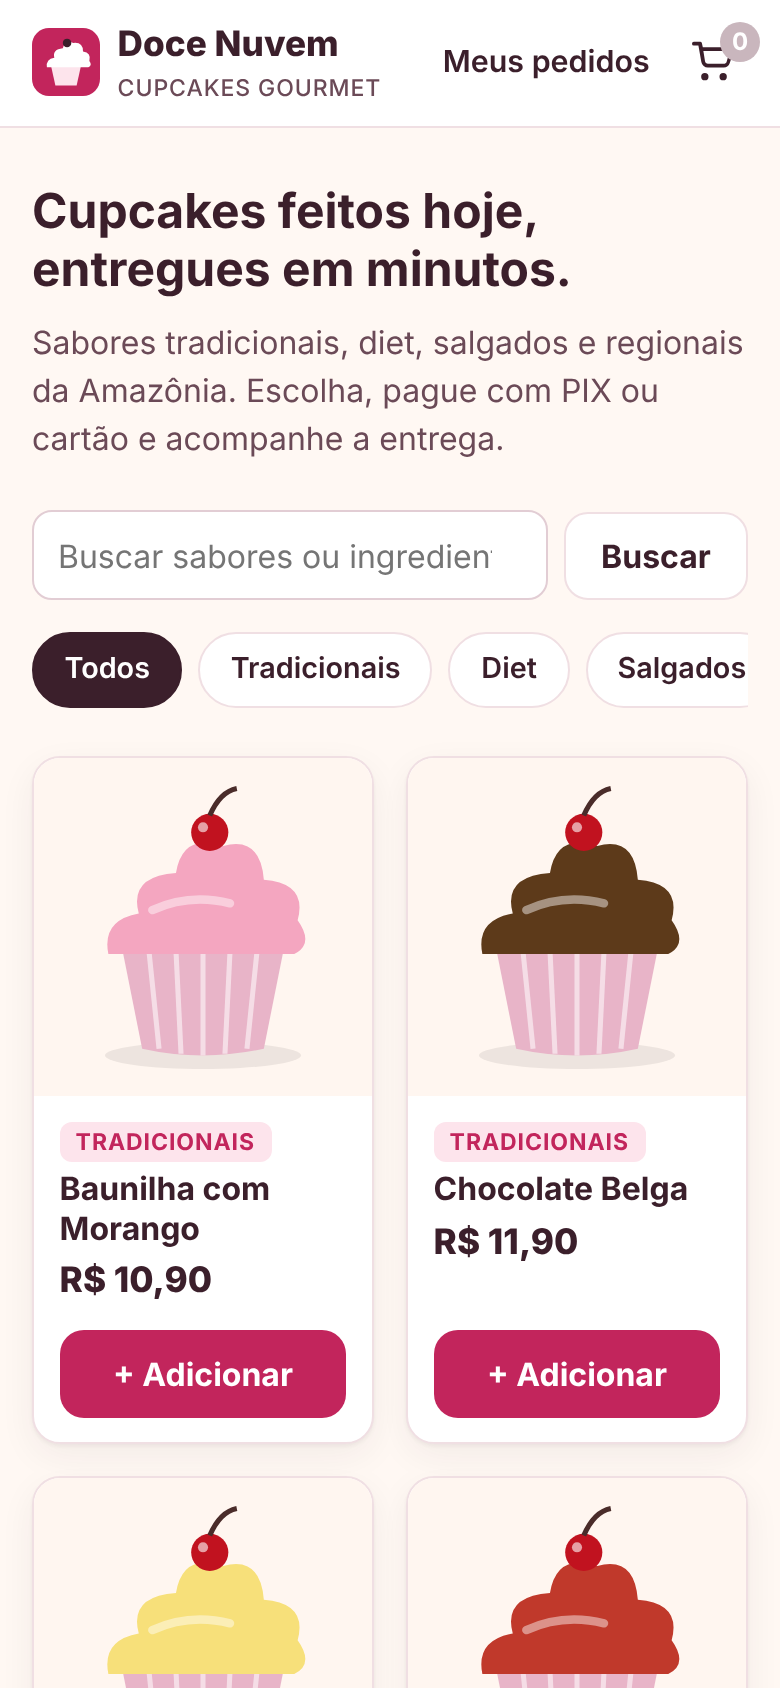 Doce Nuvem
CUPCAKES GOURMET
Meus pedidos
0
Cupcakes feitos hoje,
entregues em minutos.
Sabores tradicionais, diet, salgados e regionais
da Amazônia. Escolha, pague com PIX ou
cartão e acompanhe a entrega.
Buscar sabores ou ingredien
Buscar
Todos
Tradicionais
Diet
Salgados
TRADICIONAIS
Baunilha com
Morango
R$ 10,90
+ Adicionar
TRADICIONAIS
Chocolate Belga
R$ 11,90
+ Adicionar